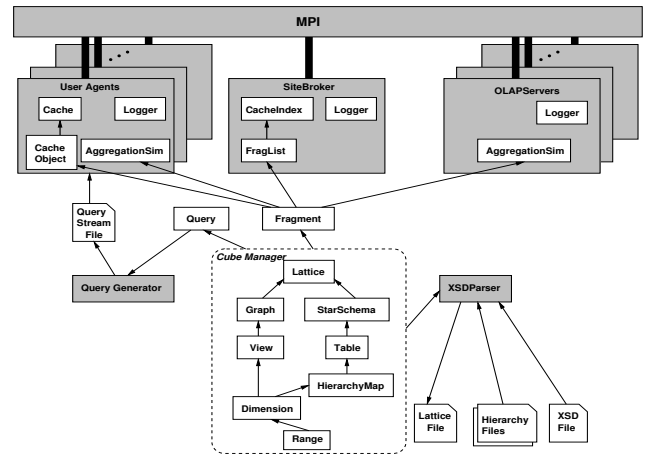 MPI
User Agents
Cache
Logger
Cache
Object
AggregationSim
SiteBroker
CacheIndex
Logger
FragList
OLAPServers
Logger
AggregationSim
Query
Stream
File
Query
Fragment
Query Generator
Cube Manager
Lattice
Graph
StarSchema
View
Table
HierarchyMap
Dimension
Range
XSDParser
Lattice
File
Hierarchy
Files
XSD
File